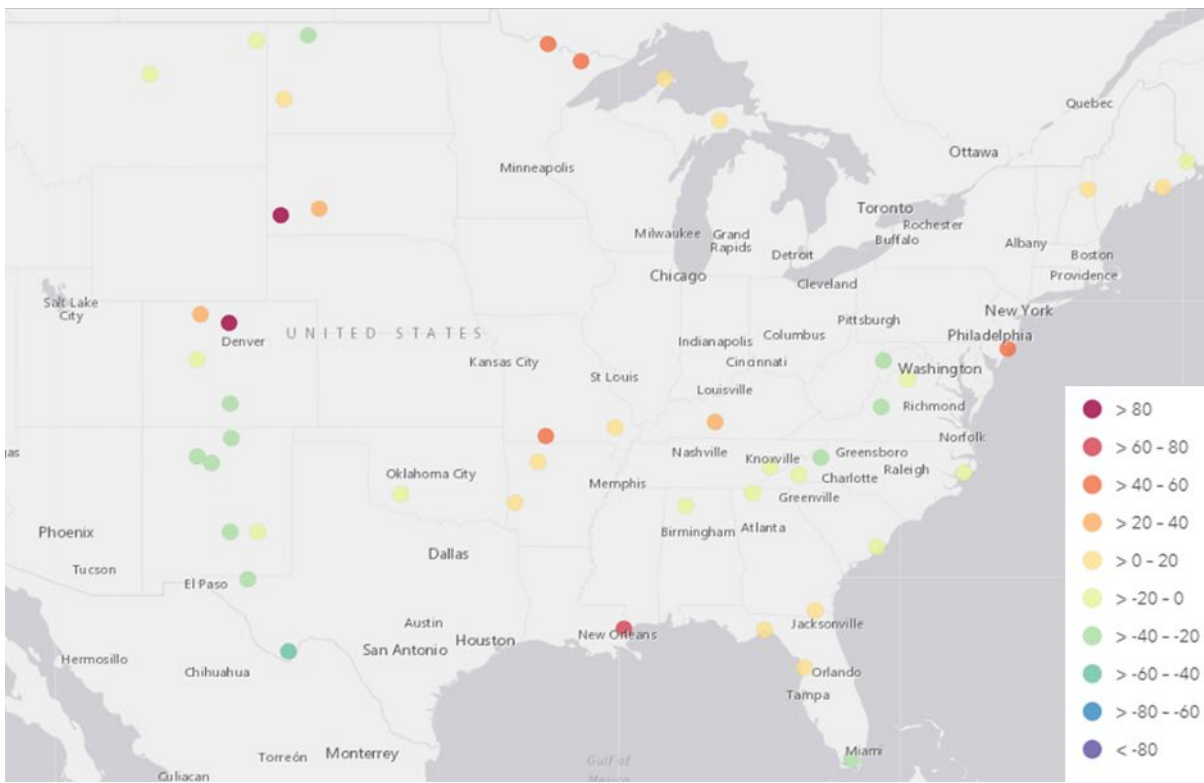 Quebec
Ottawa
Minneapolis
Toronto
Rochester
Milwaukee
Grand
Rapids
Buffalo
Albany
Detroit
Boston
Chicago
Cleveland
Providence
Salt Lake
City
New York
Pittsburgh
UNITED STATES
Denver
Columbus
Philadelphia
Indianapolis
Kansas City
Cincinnati
St Louis
Washington
Louisville
Richmond
Norfolk
as
Nashville
Knoxville
Greensboro
Oklahoma City
Raleigh
Memphis
Charlotte
Greenville
Phoenix
Birmingham
Atlanta
Dallas
Tucson
El Paso
Austin
Jacksonville
New Orleans
Houston
San Antonio
Hermosillo
Chihuahua
Orlando
Tampa
Miami
Torreón
Monterrey
Gulf of
Mexico
Culiacan
> 80
> 60 - 80
> 40 - 60
> 20 - 40
> 0 - 20
> -20 - 0
> -40 - -20
> -60 - -40
> -80 - -60
< -80